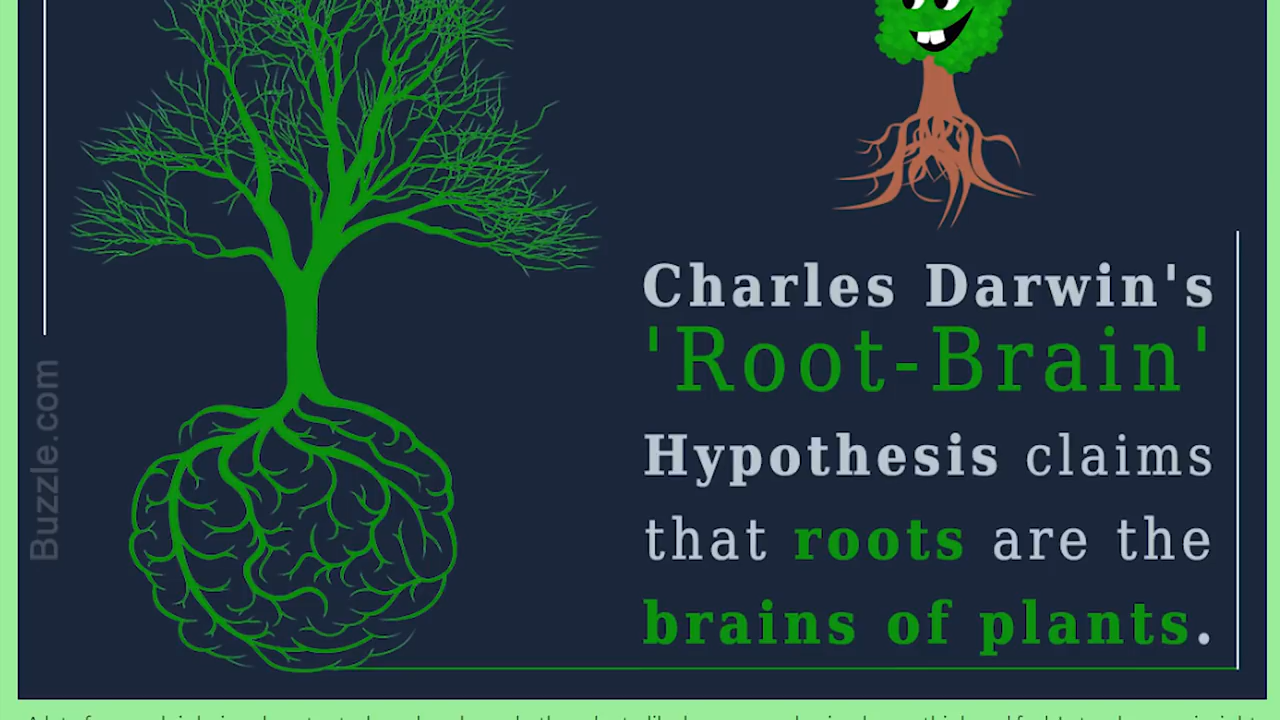 Charles Darwin's
'Root-Brain'
Hypothesis claims
that roots are the
brains of plants.
Buzzle.com